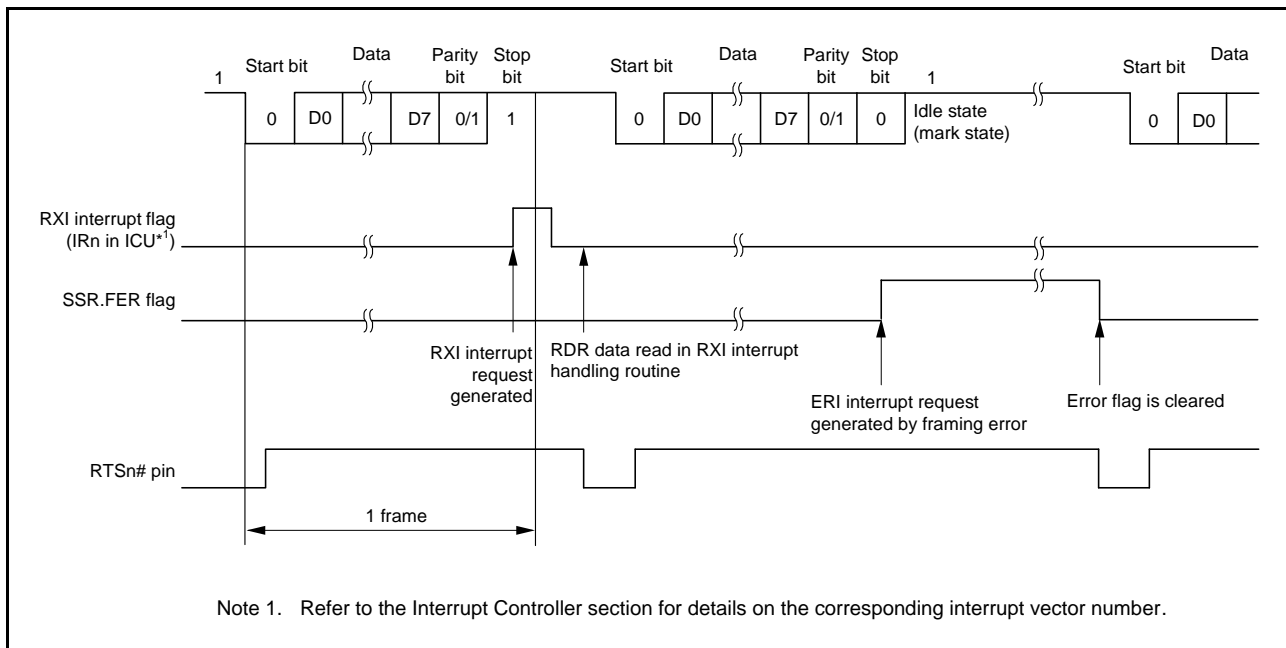 1 Start bit Data Parity bit Stop bit Start bit Data Parity bit Stop bit 1 Start bit Data
0 D0 D7 0/1 1 0 D0 D7 0/1 0 Idle state (mark state) 0 D0
RXI interrupt flag
(IRn in ICU*1)
SSR.FER flag
RXI interrupt
request
generated
RDR data read in RXI interrupt
handling routine
ERI interrupt request
generated by framing error
Error flag is cleared
RTSn# pin
1 frame
Note 1. Refer to the Interrupt Controller section for details on the corresponding interrupt vector number.